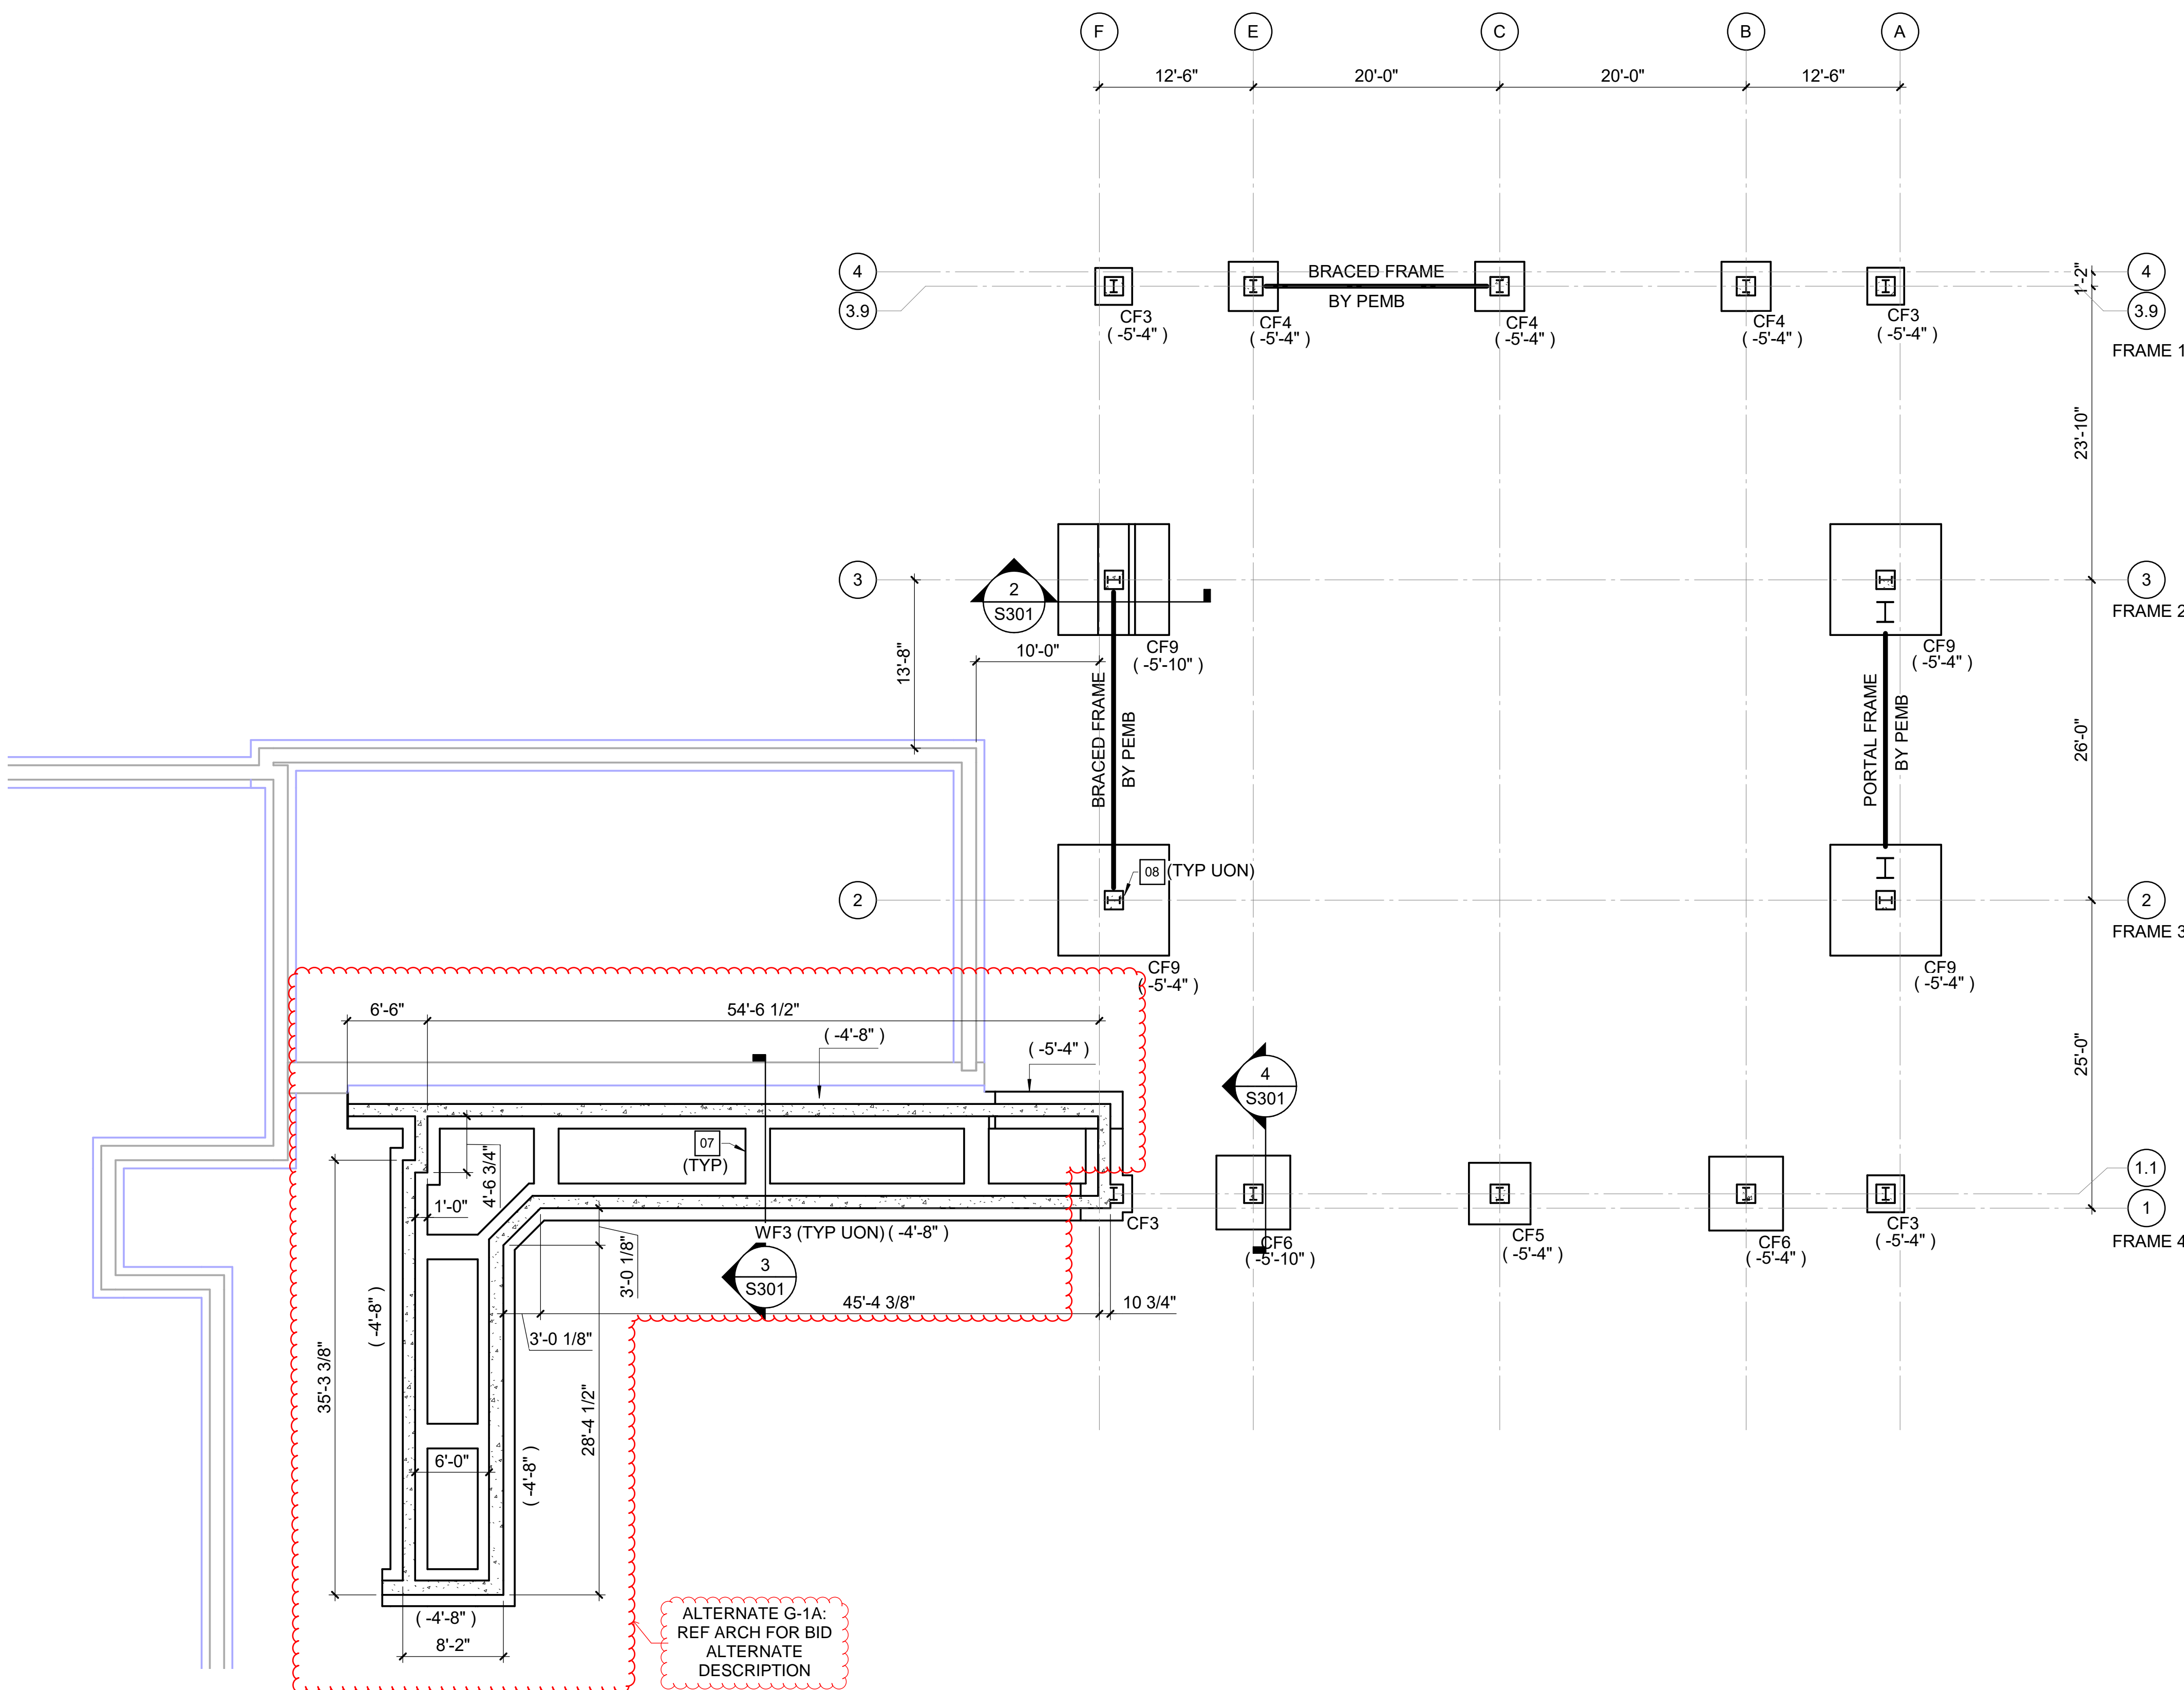 F
E
C
B
A
12'-6"
20'-0"
20'-0"
12'-6"
4
3.9
BRACED FRAME
BY PEMB
CF3
( -5'-4" )
CF4
( -5'-4" )
CF4
( -5'-4" )
CF4
( -5'-4" )
CF3
( -5'-4" )
1'-2"
4
3.9
FRAME 1
23'-10"
3
2
S301
CF9
( -5'-10" )
CF9
( -5'-4" )
3
FRAME 2
13'-8"
10'-0"
BRACED FRAME
BY PEMB
PORTAL FRAME
BY PEMB
26'-0"
2
08 (TYP UON)
CF9
( -5'-4" )
CF9
( -5'-4" )
2
FRAME 3
6'-6"
54'-6 1/2"
( -4'-8" )
( -5'-4" )
4
S301
25'-0"
07
(TYP)
4'-6 3/4"
1'-0"
WF3 (TYP UON) ( -4'-8" )
CF3
CF6
( -5'-10" )
CF5
( -5'-4" )
CF6
( -5'-4" )
CF3
( -5'-4" )
1.1
1
FRAME 4
3'-0 1/8"
3
S301
45'-4 3/8"
10 3/4"
3'-0 1/8"
( -4'-8" )
35'-3 3/8"
28'-4 1/2"
6'-0"
( -4'-8" )
( -4'-8" )
8'-2"
ALTERNATE G-1A:
REF ARCH FOR BID
ALTERNATE
DESCRIPTION